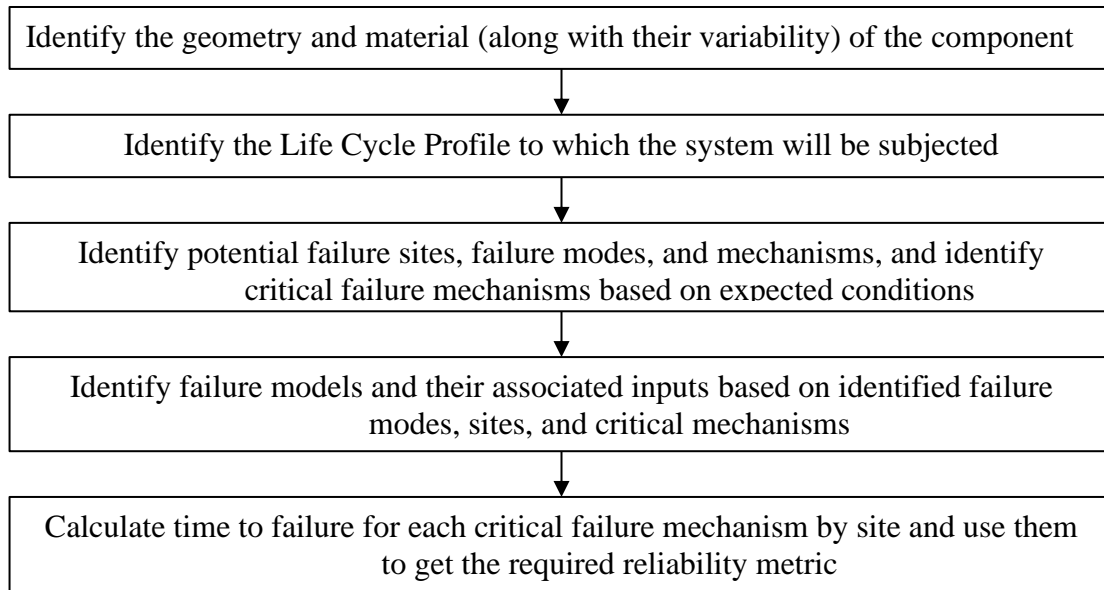 Identify the geometry and material (along with their variability) of the component
Identify the Life Cycle Profile to which the system will be subjected
Identify potential failure sites, failure modes, and mechanisms, and identify
critical failure mechanisms based on expected conditions
Identify failure models and their associated inputs based on identified failure
modes, sites, and critical mechanisms
Calculate time to failure for each critical failure mechanism by site and use them
to get the required reliability metric